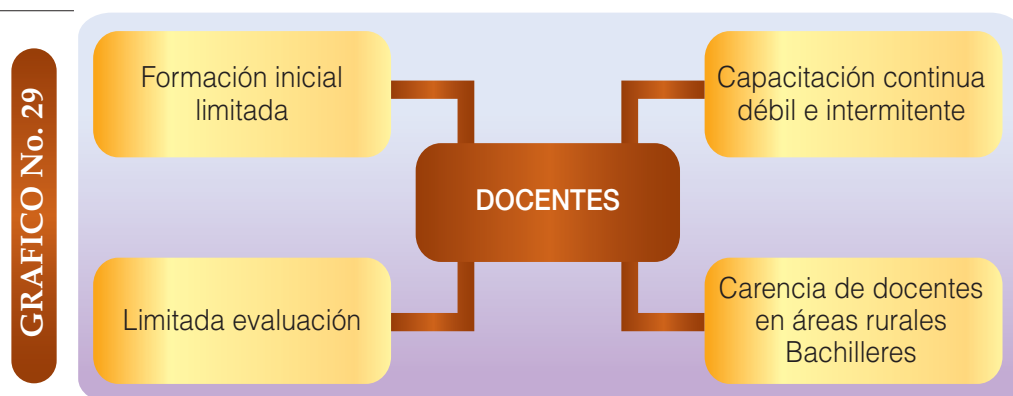 GRAFICO No. 29
Formación inicial
limitada
Capacitación continua
débil e intermitente
DOCENTES
Limitada evaluación
Carencia de docentes
en áreas rurales
Bachilleres